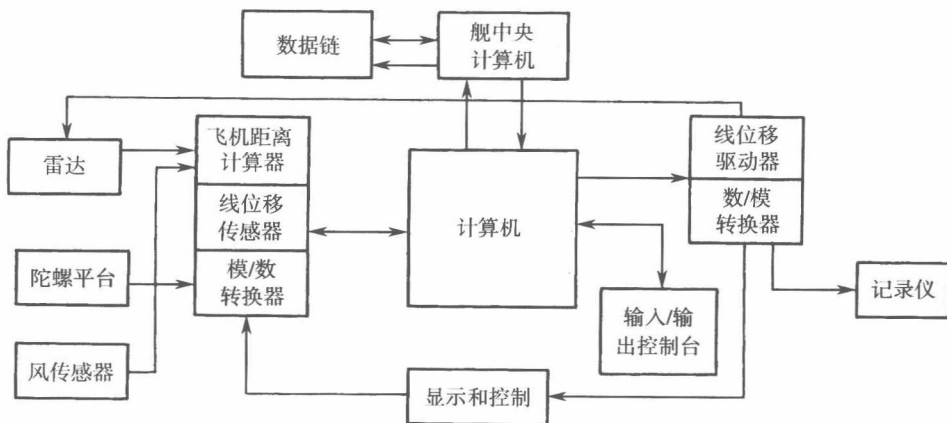 数据链
舰中央
计算机
雷达
飞机距离
计算器
线位移
传感器
模/数
转换器
计算机
线位移
驱动器
数/模
转换器
陀螺平台
风传感器
输入/输
出控制台
记录仪
显示和控制